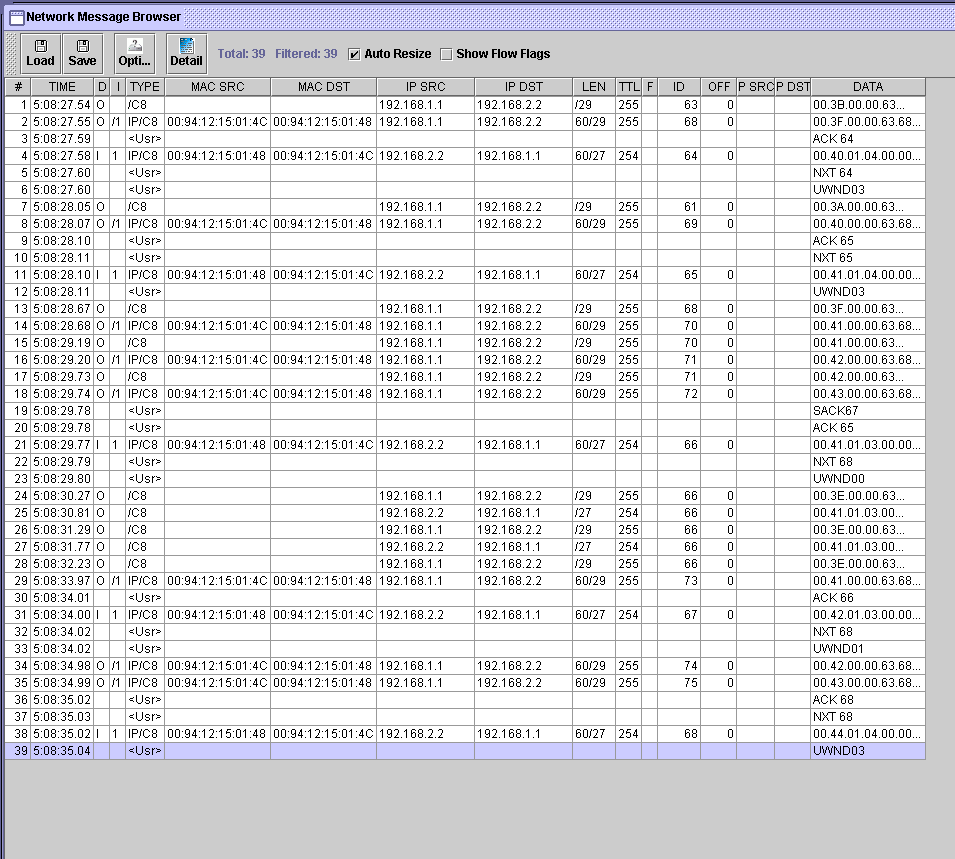 Network Message Browser
Load Save Opti... Detail Total: 39 Filtered: 39 Auto Resize Show Flow Flags
# TIME D I TYPE MAC SRC MAC DST IP SRC IP DST LEN TTL F ID OFF P SRC P DST DATA
1 5:08:27.54 O /C8 192.168.1.1 192.168.2.2 /29 255 63 0 00.3B.00.00.63...
2 5:08:27.55 O /1 IP/C8 00:94:12:15:01:4C 00:94:12:15:01:48 192.168.1.1 192.168.2.2 60/29 255 68 0 00.3F.00.00.63.68...
3 5:08:27.59 <Usr> ACK 64
4 5:08:27.58 I 1 IP/C8 00:94:12:15:01:48 00:94:12:15:01:4C 192.168.2.2 192.168.1.1 60/27 254 64 0 00.40.01.04.00.00...
5 5:08:27.60 <Usr> NXT 64
6 5:08:27.60 <Usr> UWND03
7 5:08:28.05 O /C8 192.168.1.1 192.168.2.2 /29 255 61 0 00.3A.00.00.63...
8 5:08:28.07 O /1 IP/C8 00:94:12:15:01:4C 00:94:12:15:01:48 192.168.1.1 192.168.2.2 60/29 255 69 0 00.40.00.00.63.68...
9 5:08:28.10 <Usr> ACK 65
10 5:08:28.11 <Usr> NXT 65
11 5:08:28.10 I 1 IP/C8 00:94:12:15:01:48 00:94:12:15:01:4C 192.168.2.2 192.168.1.1 60/27 254 65 0 00.41.01.04.00.00...
12 5:08:28.11 <Usr> UWND03
13 5:08:28.67 O /C8 192.168.1.1 192.168.2.2 /29 255 68 0 00.3F.00.00.63...
14 5:08:28.68 O /1 IP/C8 00:94:12:15:01:4C 00:94:12:15:01:48 192.168.1.1 192.168.2.2 60/29 255 70 0 00.41.00.00.63.68...
15 5:08:29.19 O /C8 192.168.1.1 192.168.2.2 /29 255 70 0 00.41.00.00.63...
16 5:08:29.20 O /1 IP/C8 00:94:12:15:01:4C 00:94:12:15:01:48 192.168.1.1 192.168.2.2 60/29 255 71 0 00.42.00.00.63.68...
17 5:08:29.73 O /C8 192.168.1.1 192.168.2.2 /29 255 71 0 00.42.00.00.63...
18 5:08:29.74 O /1 IP/C8 00:94:12:15:01:4C 00:94:12:15:01:48 192.168.1.1 192.168.2.2 60/29 255 72 0 00.43.00.00.63.68...
19 5:08:29.78 <Usr> SACK67
20 5:08:29.78 <Usr> ACK 65
21 5:08:29.77 I 1 IP/C8 00:94:12:15:01:48 00:94:12:15:01:4C 192.168.2.2 192.168.1.1 60/27 254 66 0 00.41.01.03.00.00...
22 5:08:29.79 <Usr> NXT 68
23 5:08:29.80 <Usr> UWND00
24 5:08:30.27 O /C8 192.168.1.1 192.168.2.2 /29 255 66 0 00.3E.00.00.63...
25 5:08:30.81 O /C8 192.168.2.2 192.168.1.1 /27 254 66 0 00.41.01.03.00...
26 5:08:31.29 O /C8 192.168.1.1 192.168.2.2 /29 255 66 0 00.3E.00.00.63...
27 5:08:31.77 O /C8 192.168.2.2 192.168.1.1 /27 254 66 0 00.41.01.03.00...
28 5:08:32.23 O /C8 192.168.1.1 192.168.2.2 /29 255 66 0 00.3E.00.00.63...
29 5:08:33.97 O /1 IP/C8 00:94:12:15:01:4C 00:94:12:15:01:48 192.168.1.1 192.168.2.2 60/29 255 73 0 00.41.00.00.63.68...
30 5:08:34.01 <Usr> ACK 66
31 5:08:34.00 I 1 IP/C8 00:94:12:15:01:48 00:94:12:15:01:4C 192.168.2.2 192.168.1.1 60/27 254 67 0 00.42.01.03.00.00...
32 5:08:34.02 <Usr> NXT 68
33 5:08:34.02 <Usr> UWND01
34 5:08:34.98 O /1 IP/C8 00:94:12:15:01:4C 00:94:12:15:01:48 192.168.1.1 192.168.2.2 60/29 255 74 0 00.42.00.00.63.68...
35 5:08:34.99 O /1 IP/C8 00:94:12:15:01:4C 00:94:12:15:01:48 192.168.1.1 192.168.2.2 60/29 255 75 0 00.43.00.00.63.68...
36 5:08:35.02 <Usr> ACK 68
37 5:08:35.03 <Usr> NXT 68
38 5:08:35.02 I 1 IP/C8 00:94:12:15:01:48 00:94:12:15:01:4C 192.168.2.2 192.168.1.1 60/27 254 68 0 00.44.01.04.00.00...
39 5:08:35.04 <Usr> UWND03